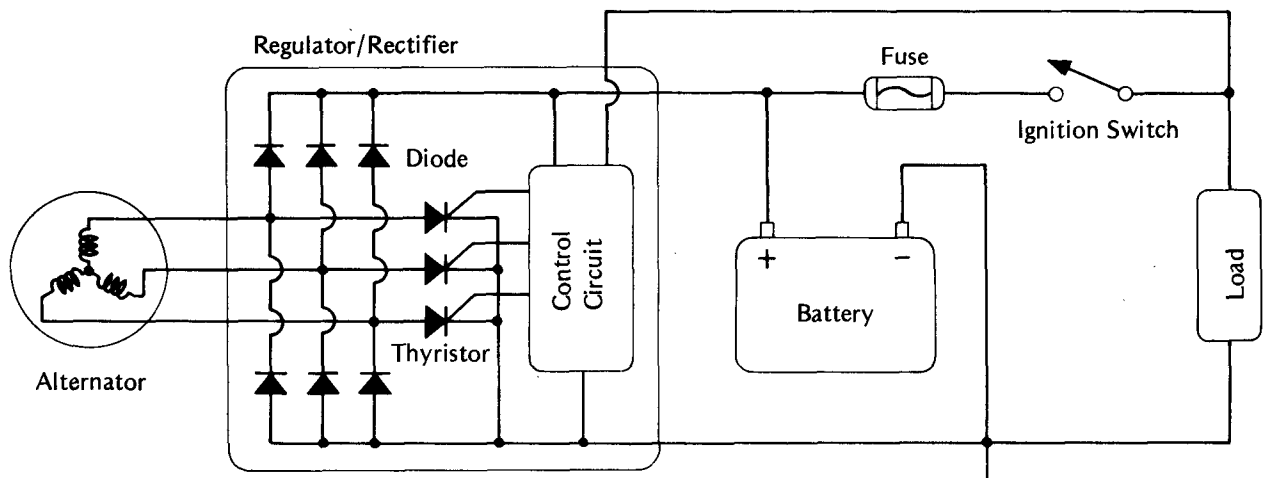 Regulator/Rectifier
Fuse
Ignition Switch
Diode
Control
Circuit
+
−
Battery
Load
Thyristor
Alternator